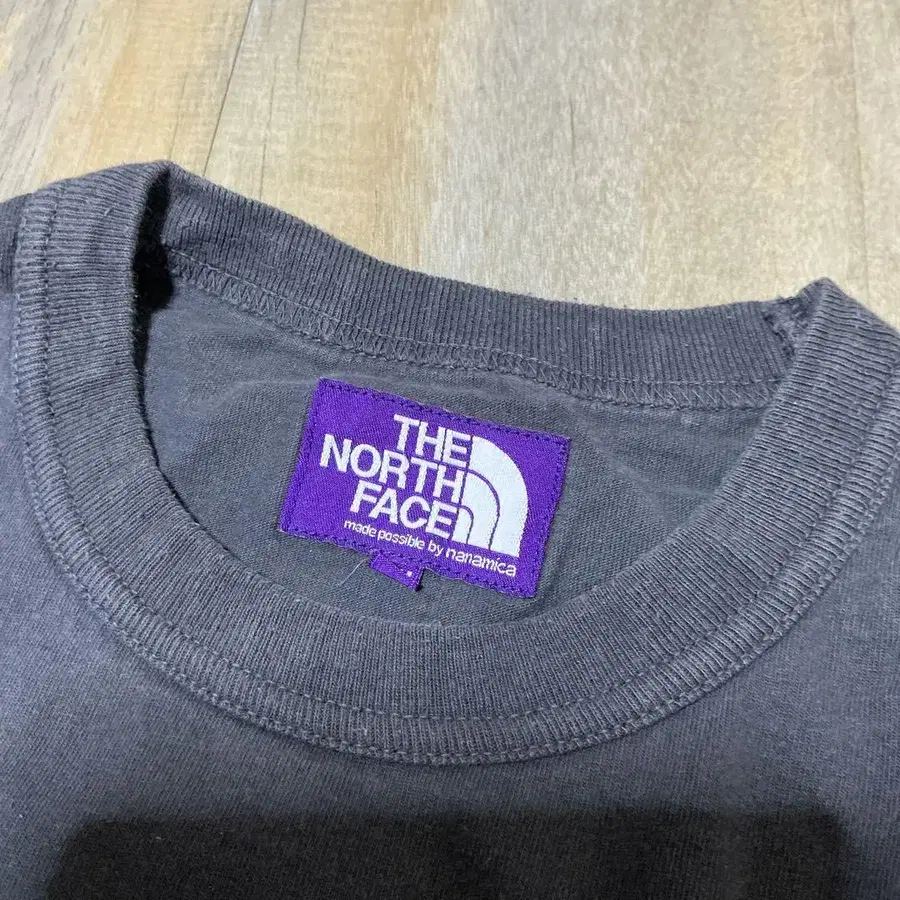 THE
NORTH
FACE
made possible by nanamica